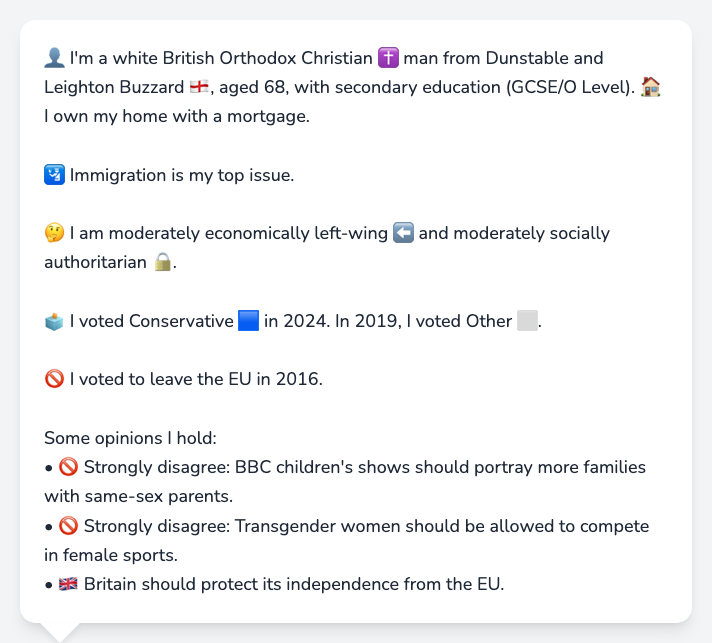 👤 I'm a white British Orthodox Christian ✝️ man from Dunstable and
Leighton Buzzard 🏴󠁧󠁢󠁥󠁮󠁧󠁿, aged 68, with secondary education (GCSE/O Level). 🏠
I own my home with a mortgage.
🛂 Immigration is my top issue.
🤔 I am moderately economically left-wing ⬅️ and moderately socially
authoritarian 🔒.
🗳️ I voted Conservative 🟦 in 2024. In 2019, I voted Other ⬜.
🚫 I voted to leave the EU in 2016.
Some opinions I hold:
• 🚫 Strongly disagree: BBC children's shows should portray more families
with same-sex parents.
• 🚫 Strongly disagree: Transgender women should be allowed to compete
in female sports.
• 🇬🇧 Britain should protect its independence from the EU.